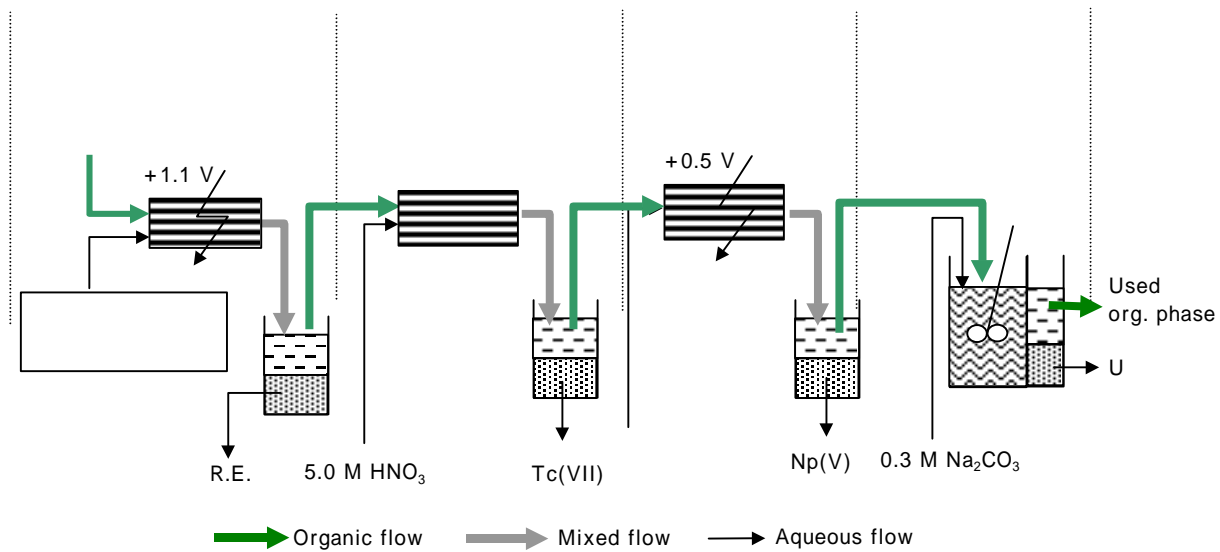 +1.1 V
+0.5 V
Used
org. phase
U
R.E.
5.0 M HNO₃
Tc(VII)
Np(V)
0.3 M Na₂CO₃
Organic flow
Mixed flow
Aqueous flow